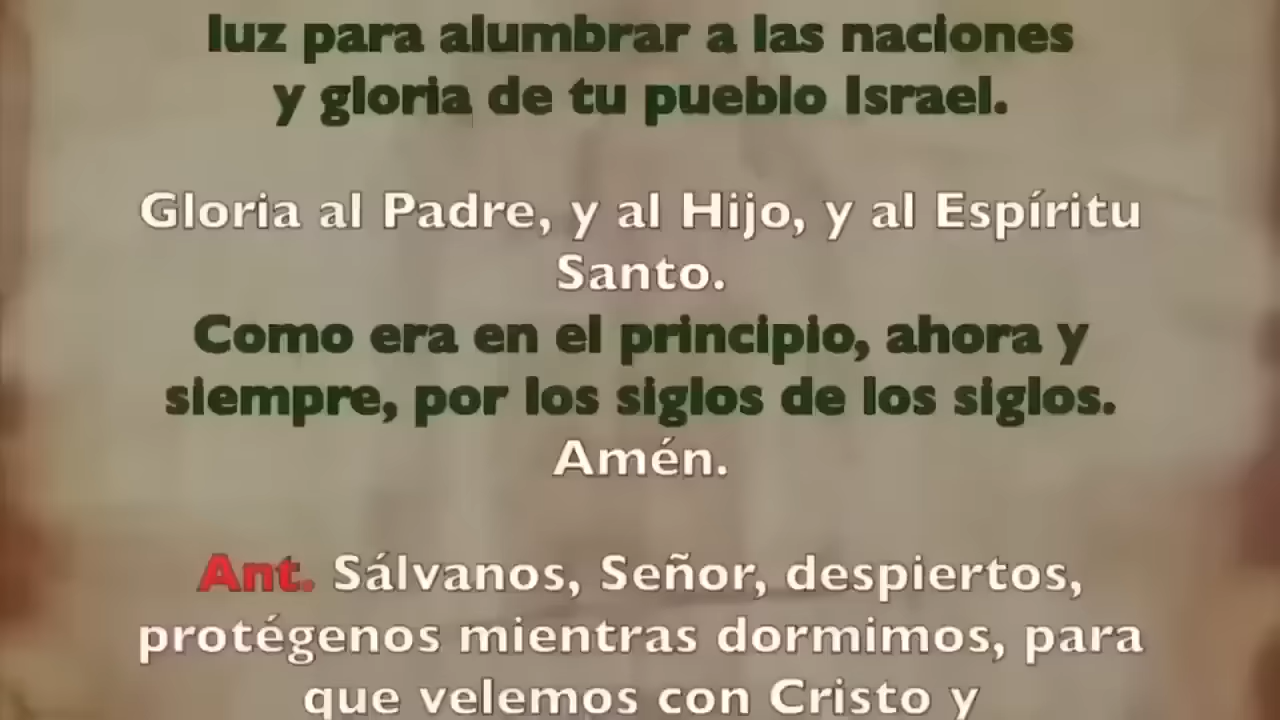 luz para alumbrar a las naciones
y gloria de tu pueblo Israel.
Gloria al Padre, y al Hijo, y al Espíritu
Santo.
Como era en el principio, ahora y
siempre, por los siglos de los siglos.
Amén.
Ant. Sálvanos, Señor, despiertos,
protégenos mientras dormimos, para
que velemos con Cristo y